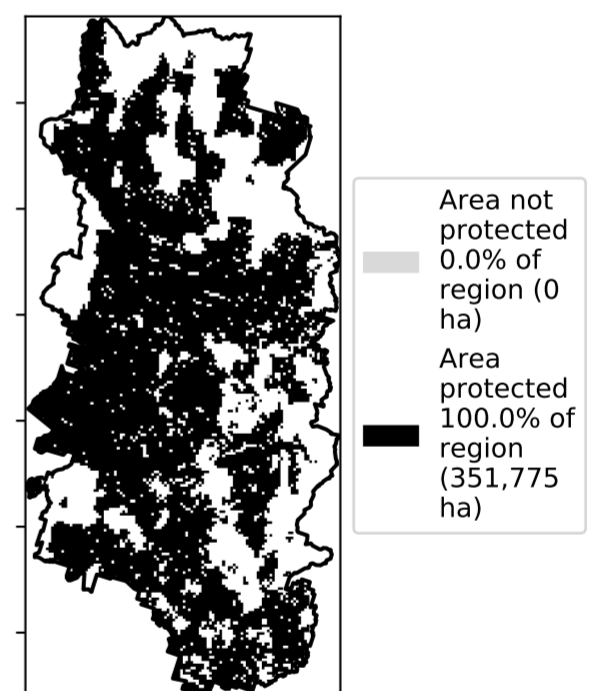 Area not
protected
0.0% of
region (0
ha)
Area
protected
100.0% of
region
(351,775
ha)